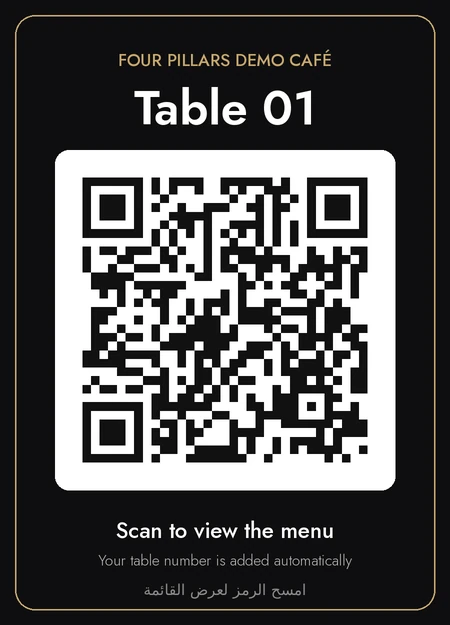 FOUR PILLARS DEMO CAFÉ
Table 01
Scan to view the menu
Your table number is added automatically
امسح الرمز لعرض القائمة